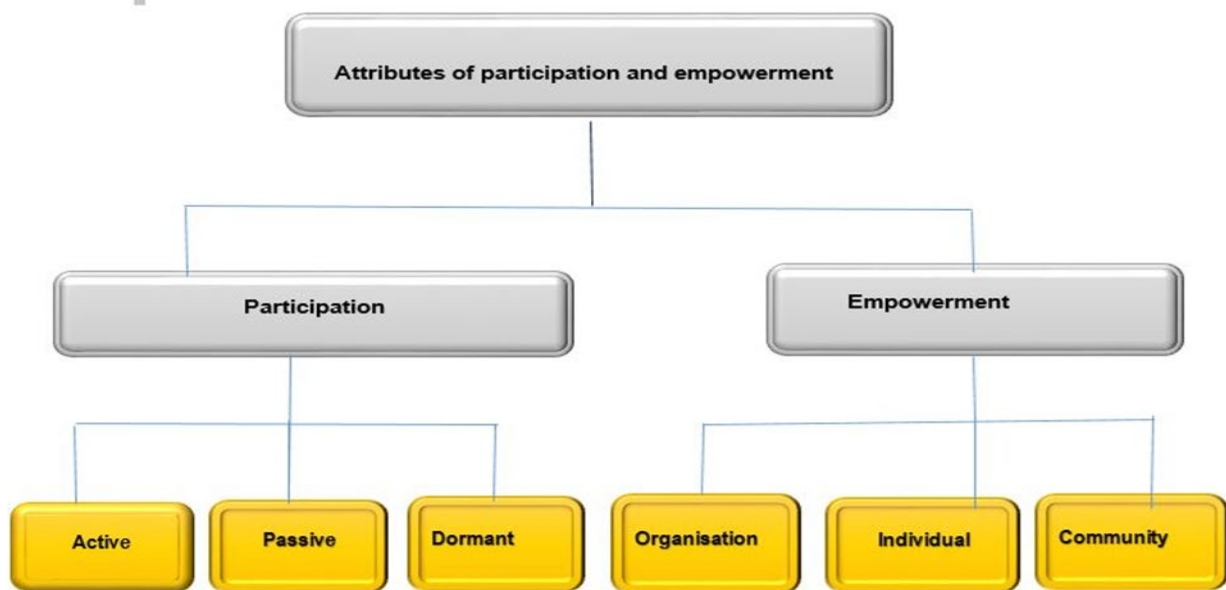 Attributes of participation and empowerment
Participation
Empowerment
Active
Passive
Dormant
Organisation
Individual
Community